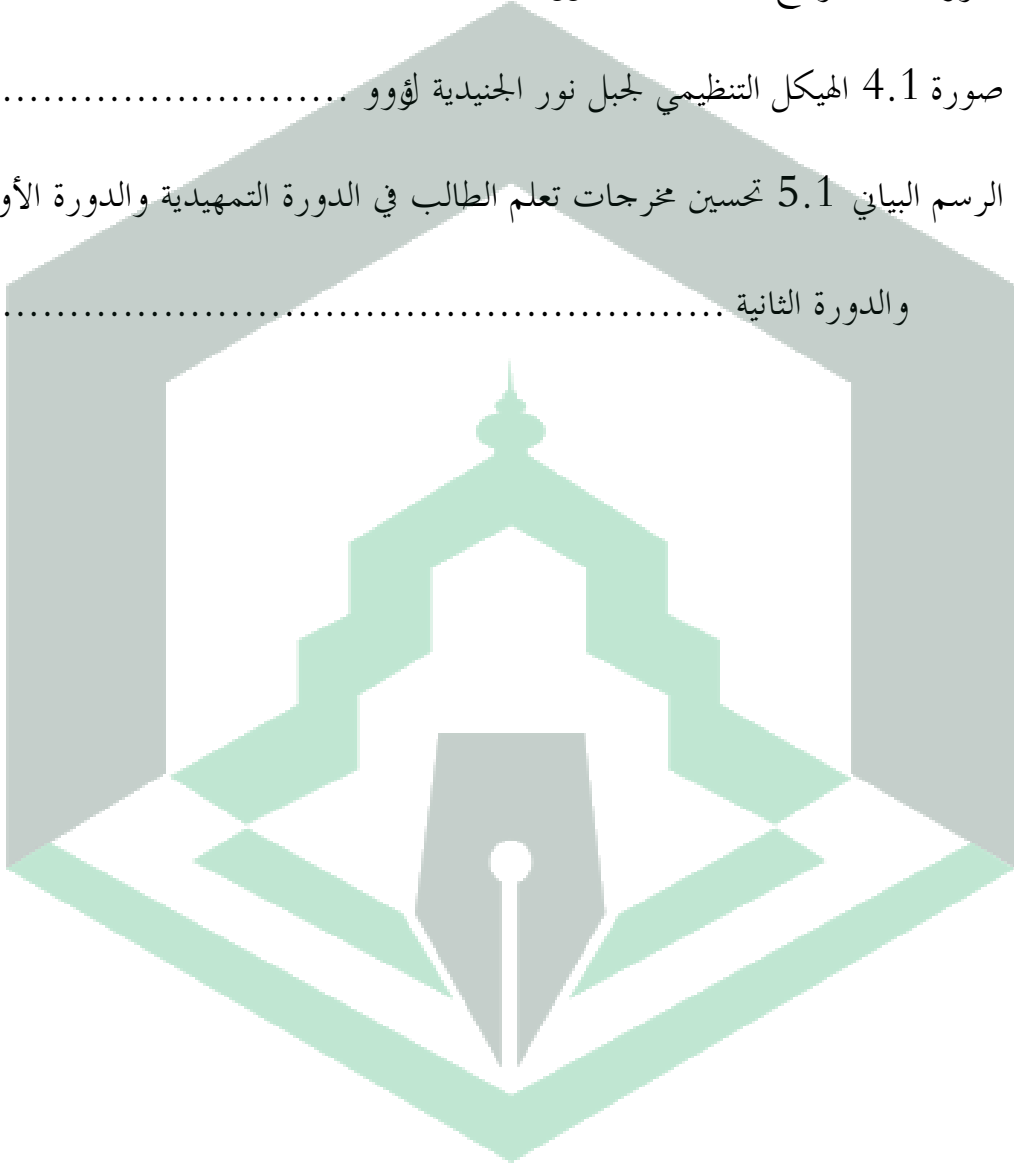 صورة 4.1 الهيكل التنظيمي لجبل نور الجنيدية لؤوو ..........................
الرسم البياني 5.1 تحسين مخرجات تعلم الطالب في الدورة التمهيدية والدورة الأو
والدورة الثانية ......................................................